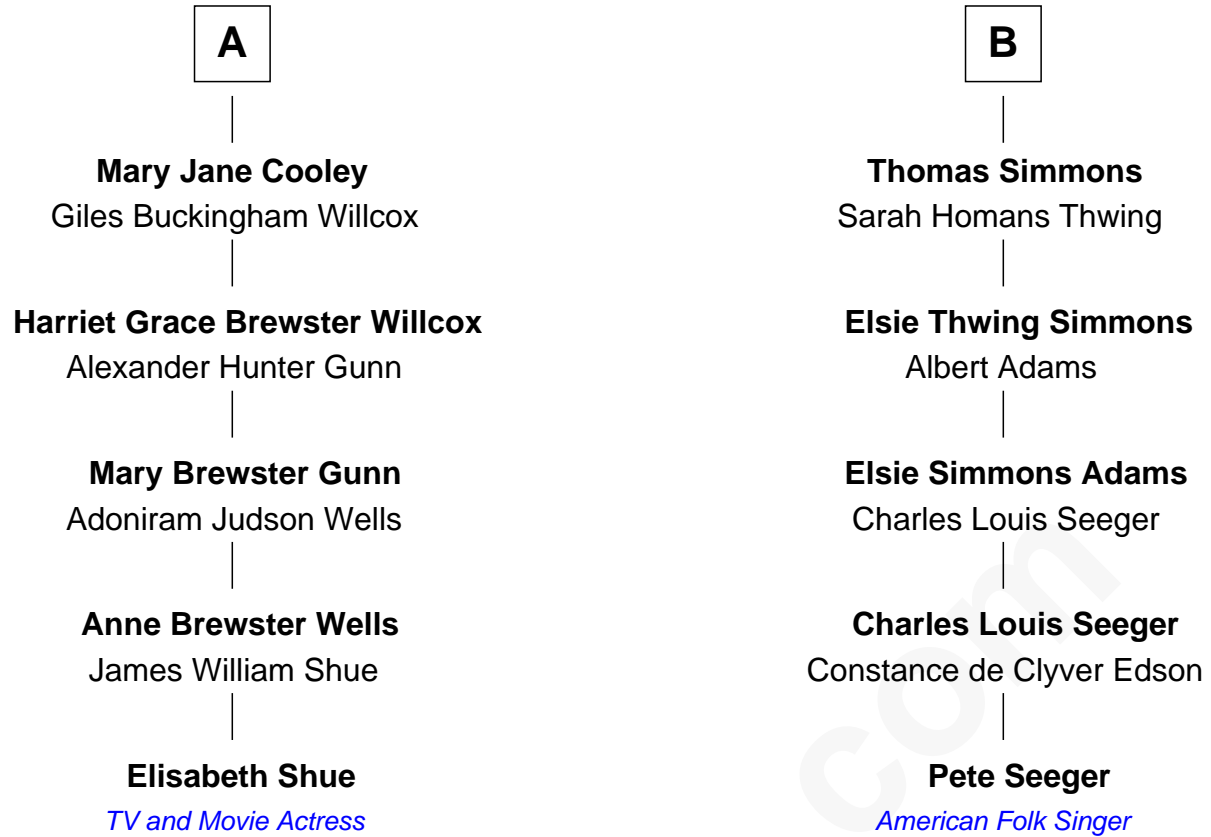 A
Mary Jane Cooley
Giles Buckingham Willcox
Harriet Grace Brewster Willcox
Alexander Hunter Gunn
Mary Brewster Gunn
Adoniram Judson Wells
Anne Brewster Wells
James William Shue
Elisabeth Shue
TV and Movie Actress
B
Thomas Simmons
Sarah Homans Thwing
Elsie Thwing Simmons
Albert Adams
Elsie Simmons Adams
Charles Louis Seeger
Charles Louis Seeger
Constance de Clyver Edson
Pete Seeger
American Folk Singer
com